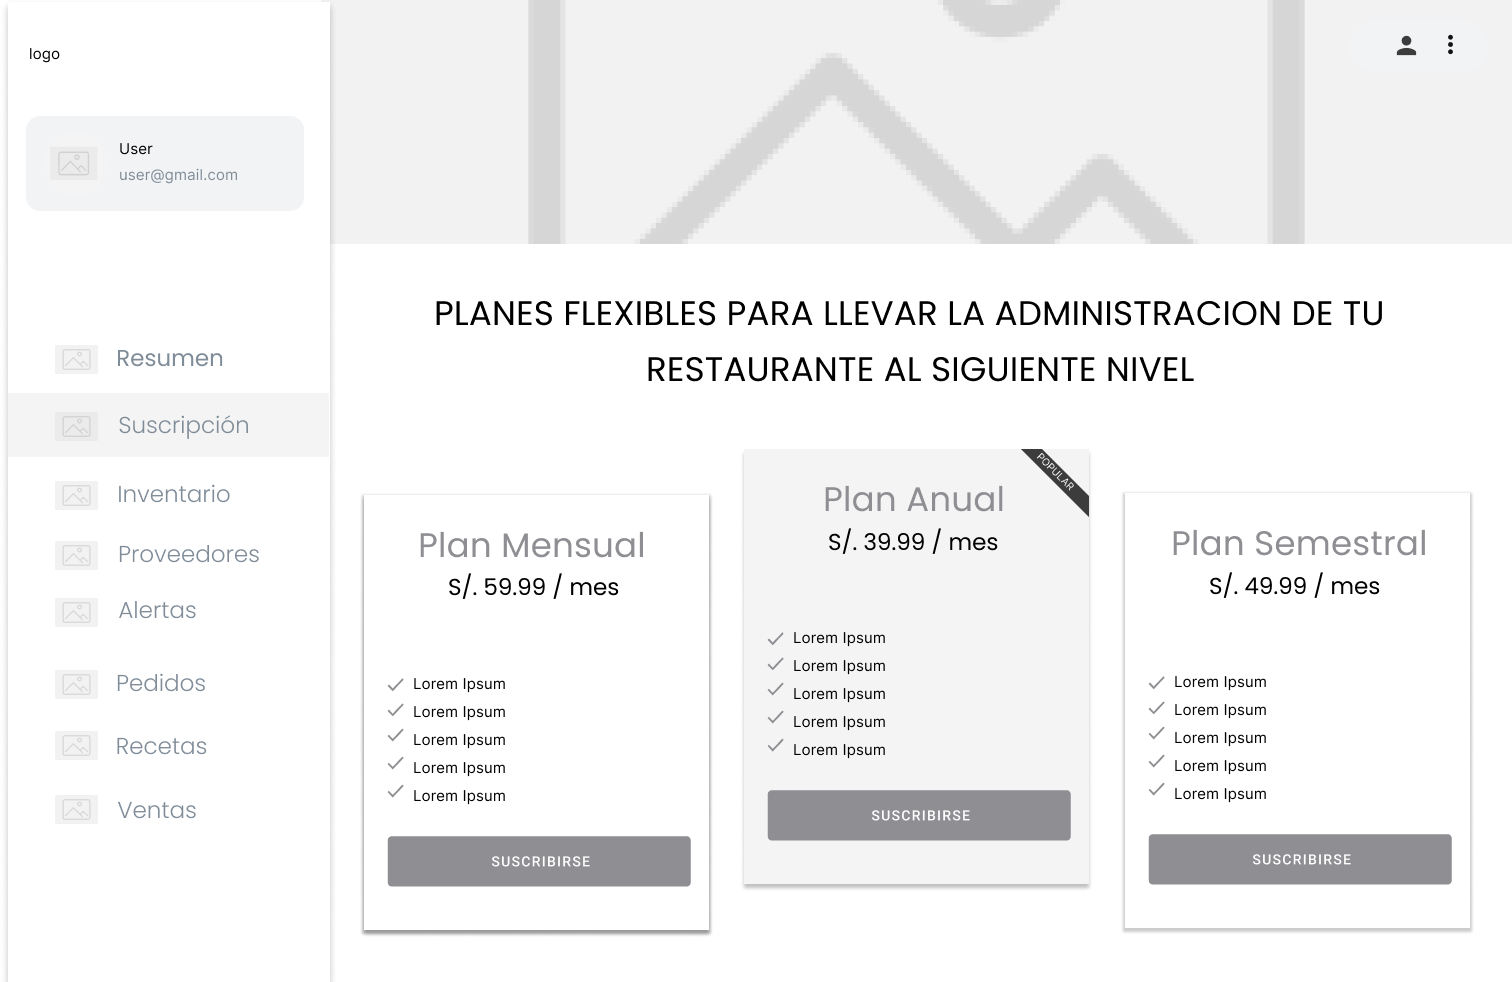 logo
User
user@gmail.com
Resumen
Suscripción
Inventario
Proveedores
Alertas
Pedidos
Recetas
Ventas
PLANES FLEXIBLES PARA LLEVAR LA ADMINISTRACION DE TU
RESTAURANTE AL SIGUIENTE NIVEL
Plan Mensual
S/. 59.99 / mes
Lorem Ipsum
Lorem Ipsum
Lorem Ipsum
Lorem Ipsum
Lorem Ipsum
SUSCRIBIRSE
POPULAR
Plan Anual
S/. 39.99 / mes
Lorem Ipsum
Lorem Ipsum
Lorem Ipsum
Lorem Ipsum
Lorem Ipsum
SUSCRIBIRSE
Plan Semestral
S/. 49.99 / mes
Lorem Ipsum
Lorem Ipsum
Lorem Ipsum
Lorem Ipsum
Lorem Ipsum
SUSCRIBIRSE